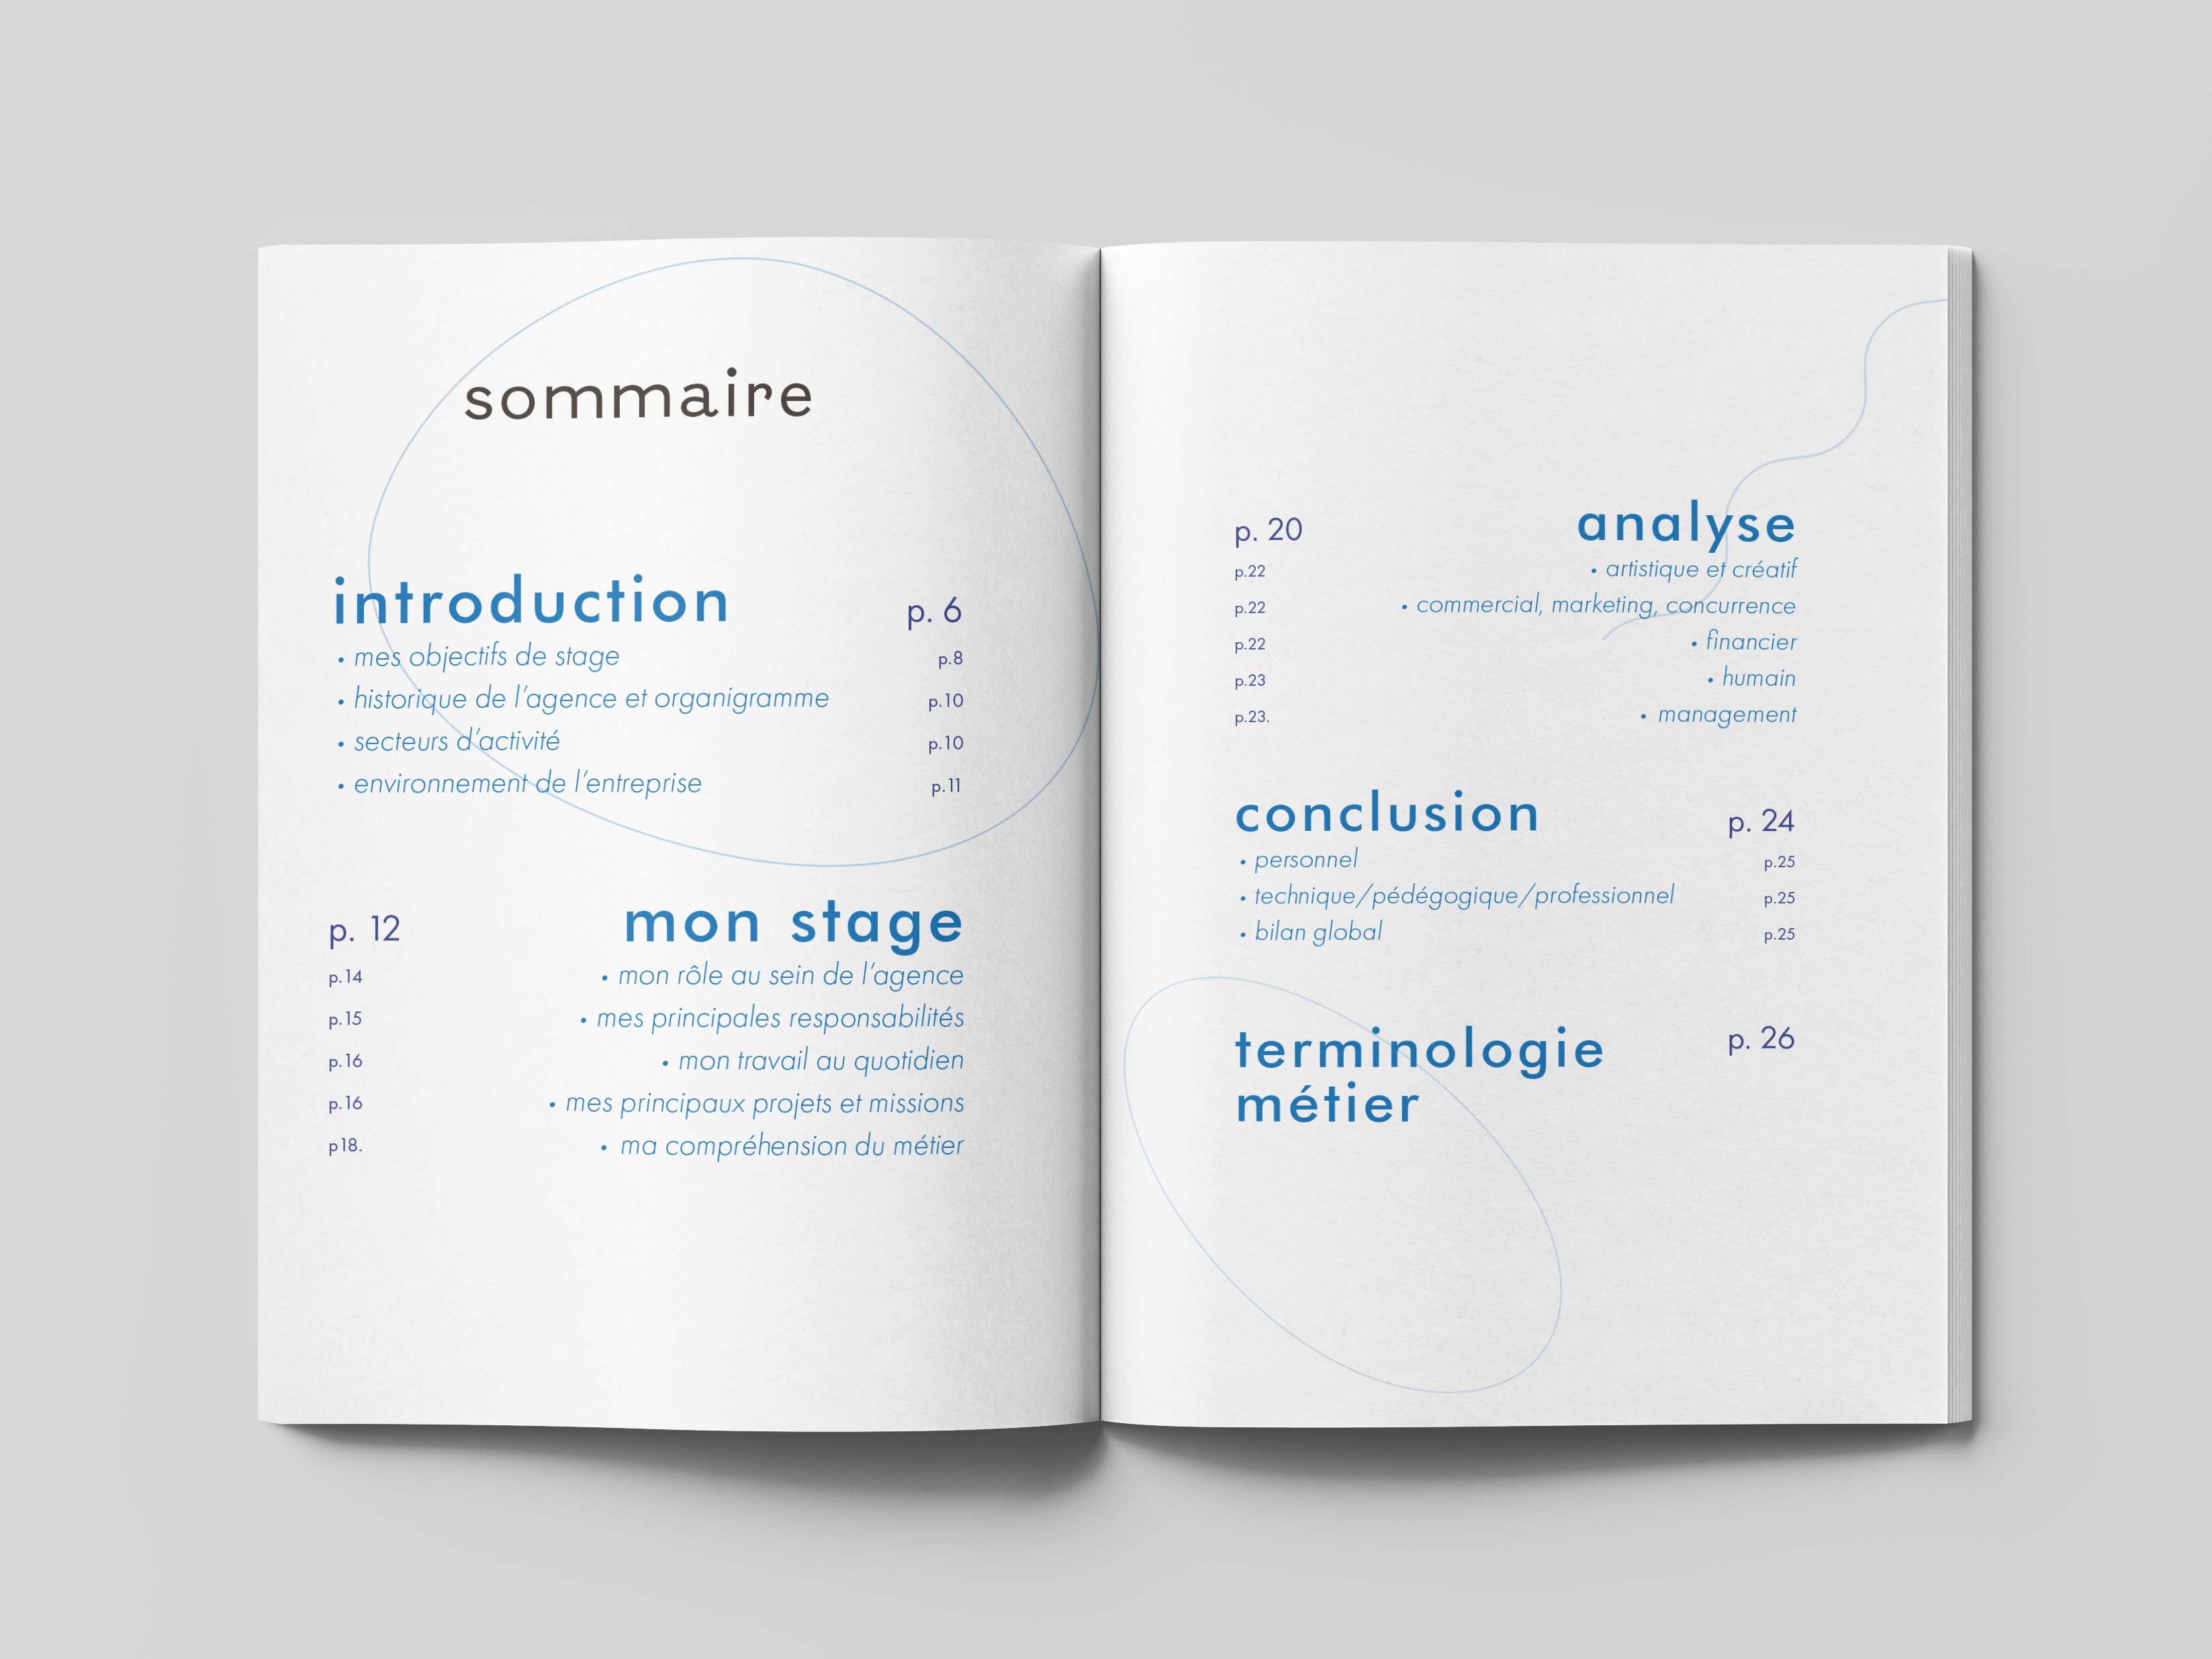 sommaire
introduction p. 6
• mes objectifs de stage p.8
• historique de l'agence et organigramme p.10
• secteurs d'activité p.10
• environnement de l'entreprise p.11
p. 12 mon stage
p.14 • mon rôle au sein de l'agence
p.15 • mes principales responsabilités
p.16 • mon travail au quotidien
p.16 • mes principaux projets et missions
p18. • ma compréhension du métier
p. 20 analyse
p.22 • artistique et créatif
p.22 • commercial, marketing, concurrence
p.22 • financier
p.23 • humain
p.23. • management
conclusion p. 24
• personnel p.25
• technique/pédégogique/professionnel p.25
• bilan global p.25
terminologie p. 26
métier